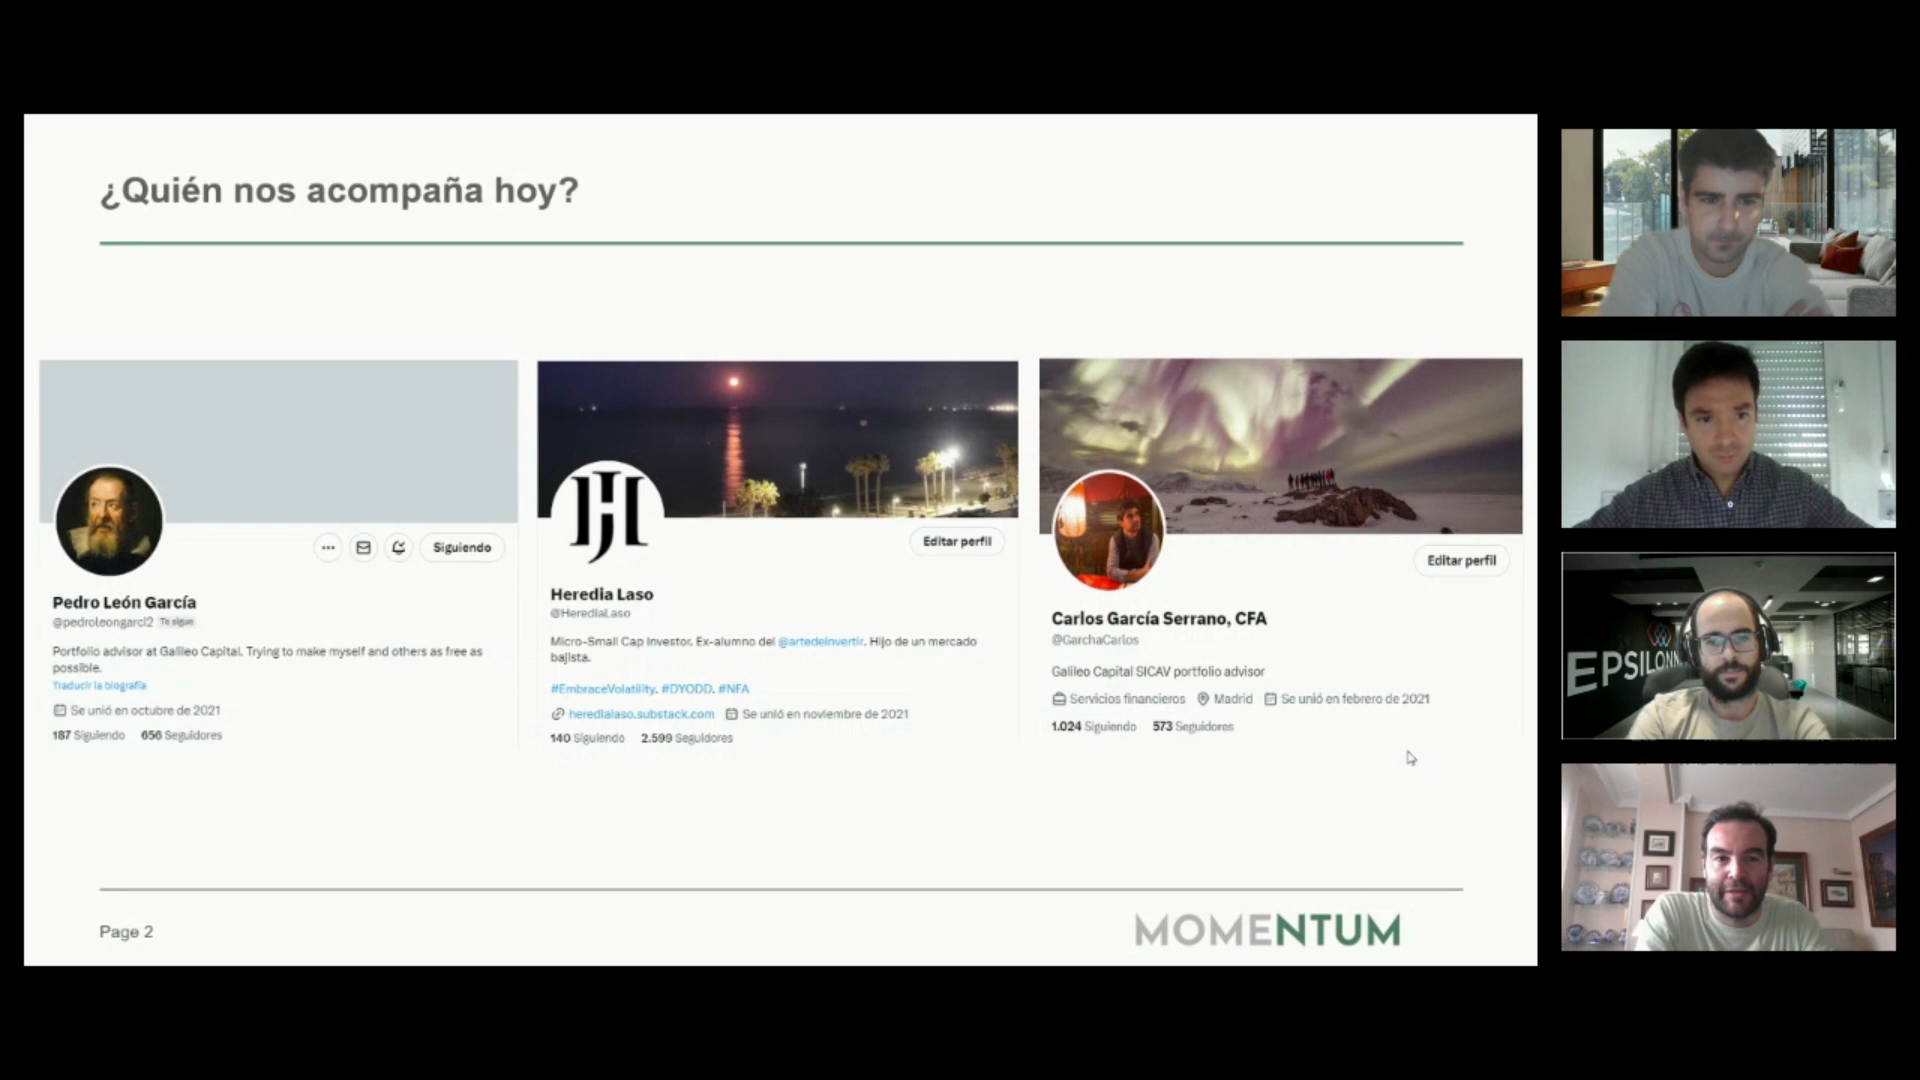 ¿Quién nos acompaña hoy?
Siguiendo
Pedro León García
@pedroleongarci2 Te sigue
Portfolio advisor at Galileo Capital. Trying to make myself and others as free as
possible.
Traducir la biografía
Se unió en octubre de 2021
187 Siguiendo 656 Seguidores
Editar perfil
Heredia Laso
@HerediaLaso
Micro-Small Cap Investor. Ex-alumno del @artedeinvertir. Hijo de un mercado
bajista.
#EmbraceVolatility. #DYODD. #NFA
heredialaso.substack.com Se unió en noviembre de 2021
140 Siguiendo 2.599 Seguidores
Editar perfil
Carlos García Serrano, CFA
@GarchaCarlos
Galileo Capital SICAV portfolio advisor
Servicios financieros Madrid Se unió en febrero de 2021
1.024 Siguiendo 573 Seguidores
Page 2
MOMENTUM
EPSILONN